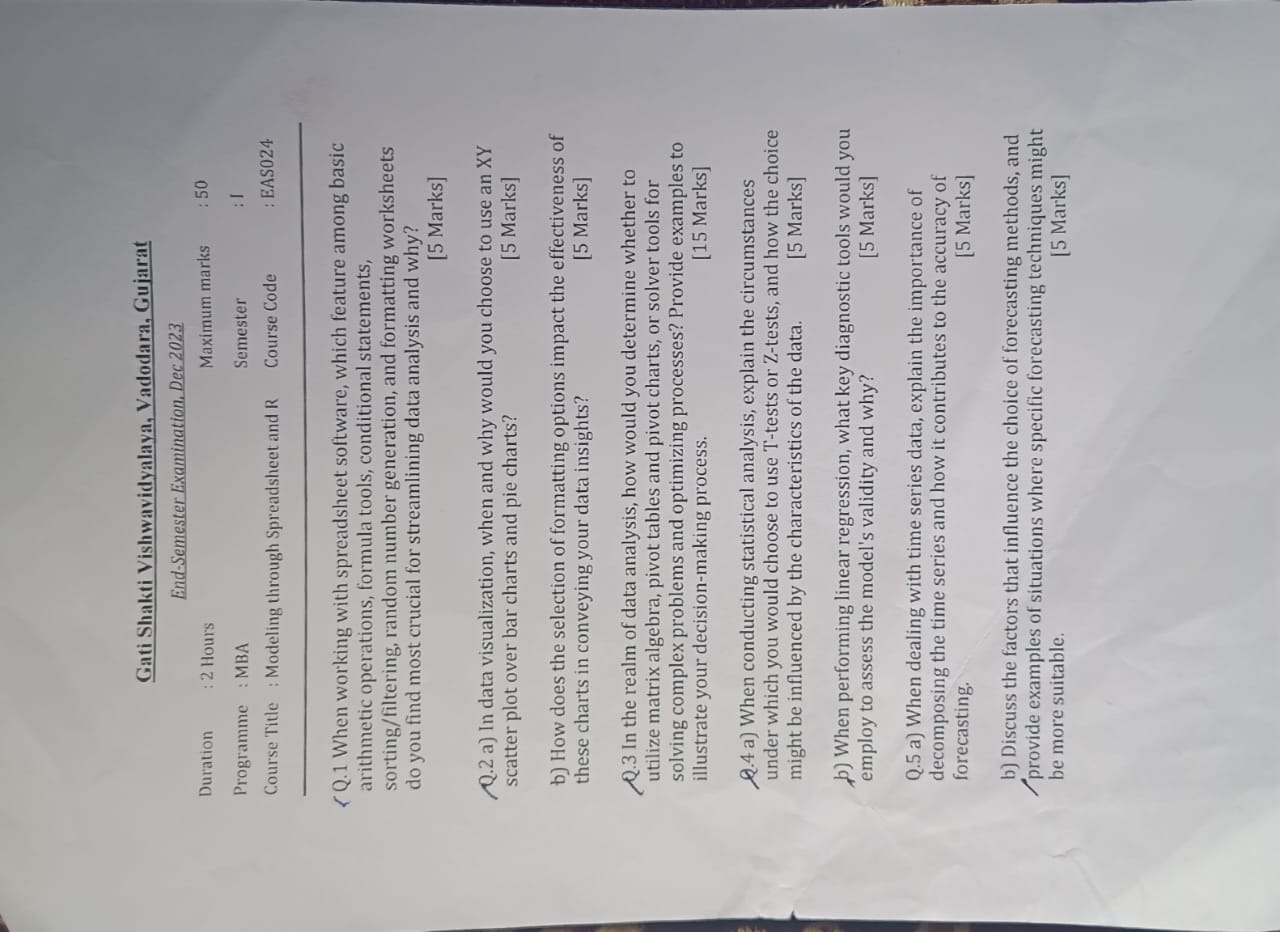 Gati Shakti Vishwavidyalaya, Vadodara, Gujarat
End-Semester Examination, Dec 2023
Duration : 2 Hours Maximum marks : 50
Programme : MBA Semester : I
Course Title : Modeling through Spreadsheet and R Course Code : EAS024
Q.1 When working with spreadsheet software, which feature among basic
arithmetic operations, formula tools, conditional statements,
sorting/filtering, random number generation, and formatting worksheets
do you find most crucial for streamlining data analysis and why?
[5 Marks]
Q.2 a) In data visualization, when and why would you choose to use an XY
scatter plot over bar charts and pie charts? [5 Marks]
b) How does the selection of formatting options impact the effectiveness of
these charts in conveying your data insights? [5 Marks]
Q.3 In the realm of data analysis, how would you determine whether to
utilize matrix algebra, pivot tables and pivot charts, or solver tools for
solving complex problems and optimizing processes? Provide examples to
illustrate your decision-making process. [15 Marks]
Q.4 a) When conducting statistical analysis, explain the circumstances
under which you would choose to use T-tests or Z-tests, and how the choice
might be influenced by the characteristics of the data. [5 Marks]
b) When performing linear regression, what key diagnostic tools would you
employ to assess the model's validity and why? [5 Marks]
Q.5 a) When dealing with time series data, explain the importance of
decomposing the time series and how it contributes to the accuracy of
forecasting. [5 Marks]
b) Discuss the factors that influence the choice of forecasting methods, and
provide examples of situations where specific forecasting techniques might
be more suitable. [5 Marks]